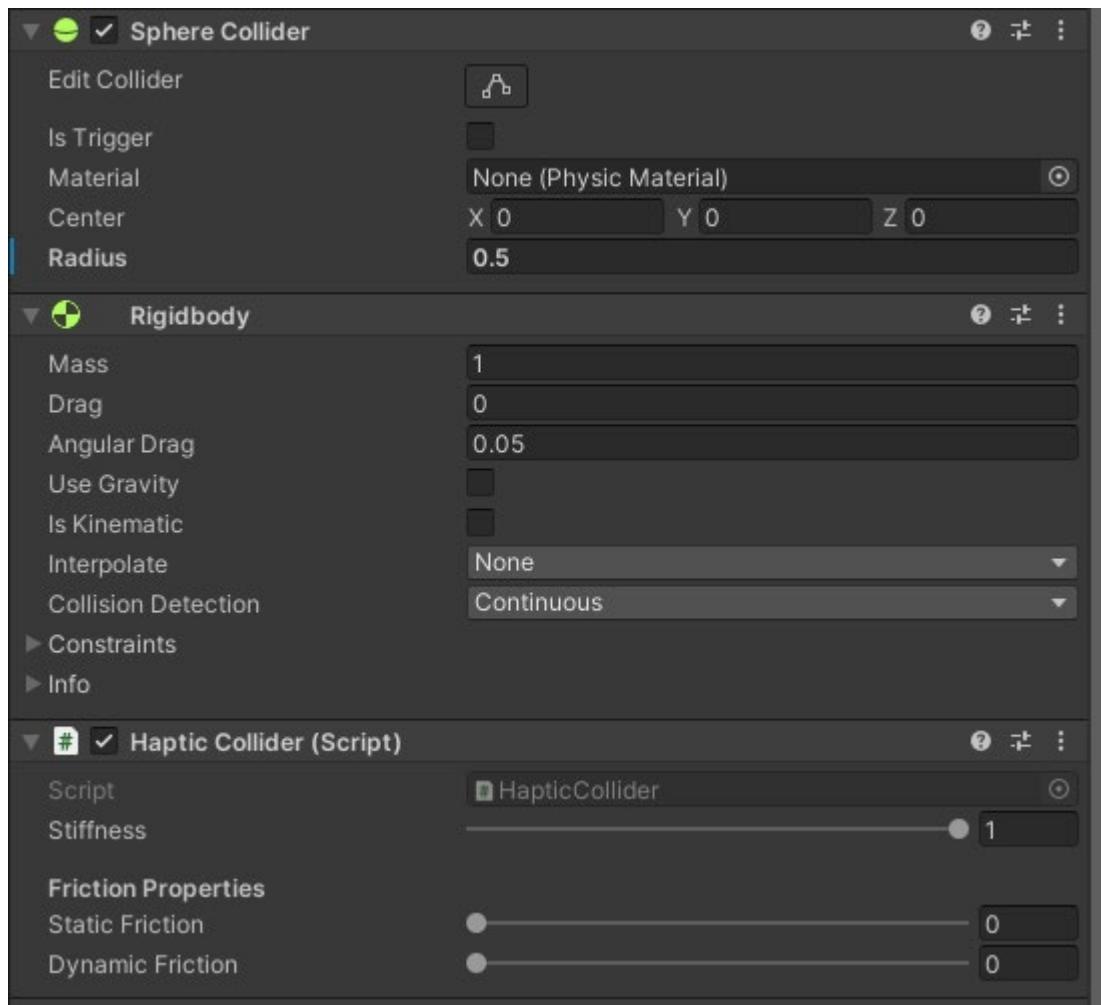 Sphere Collider
Edit Collider
Is Trigger
Material None (Physic Material)
Center X 0 Y 0 Z 0
Radius 0.5
Rigidbody
Mass 1
Drag 0
Angular Drag 0.05
Use Gravity
Is Kinematic
Interpolate None
Collision Detection Continuous
Constraints
Info
# Haptic Collider (Script)
Script # HapticCollider
Stiffness 1
Friction Properties
Static Friction 0
Dynamic Friction 0